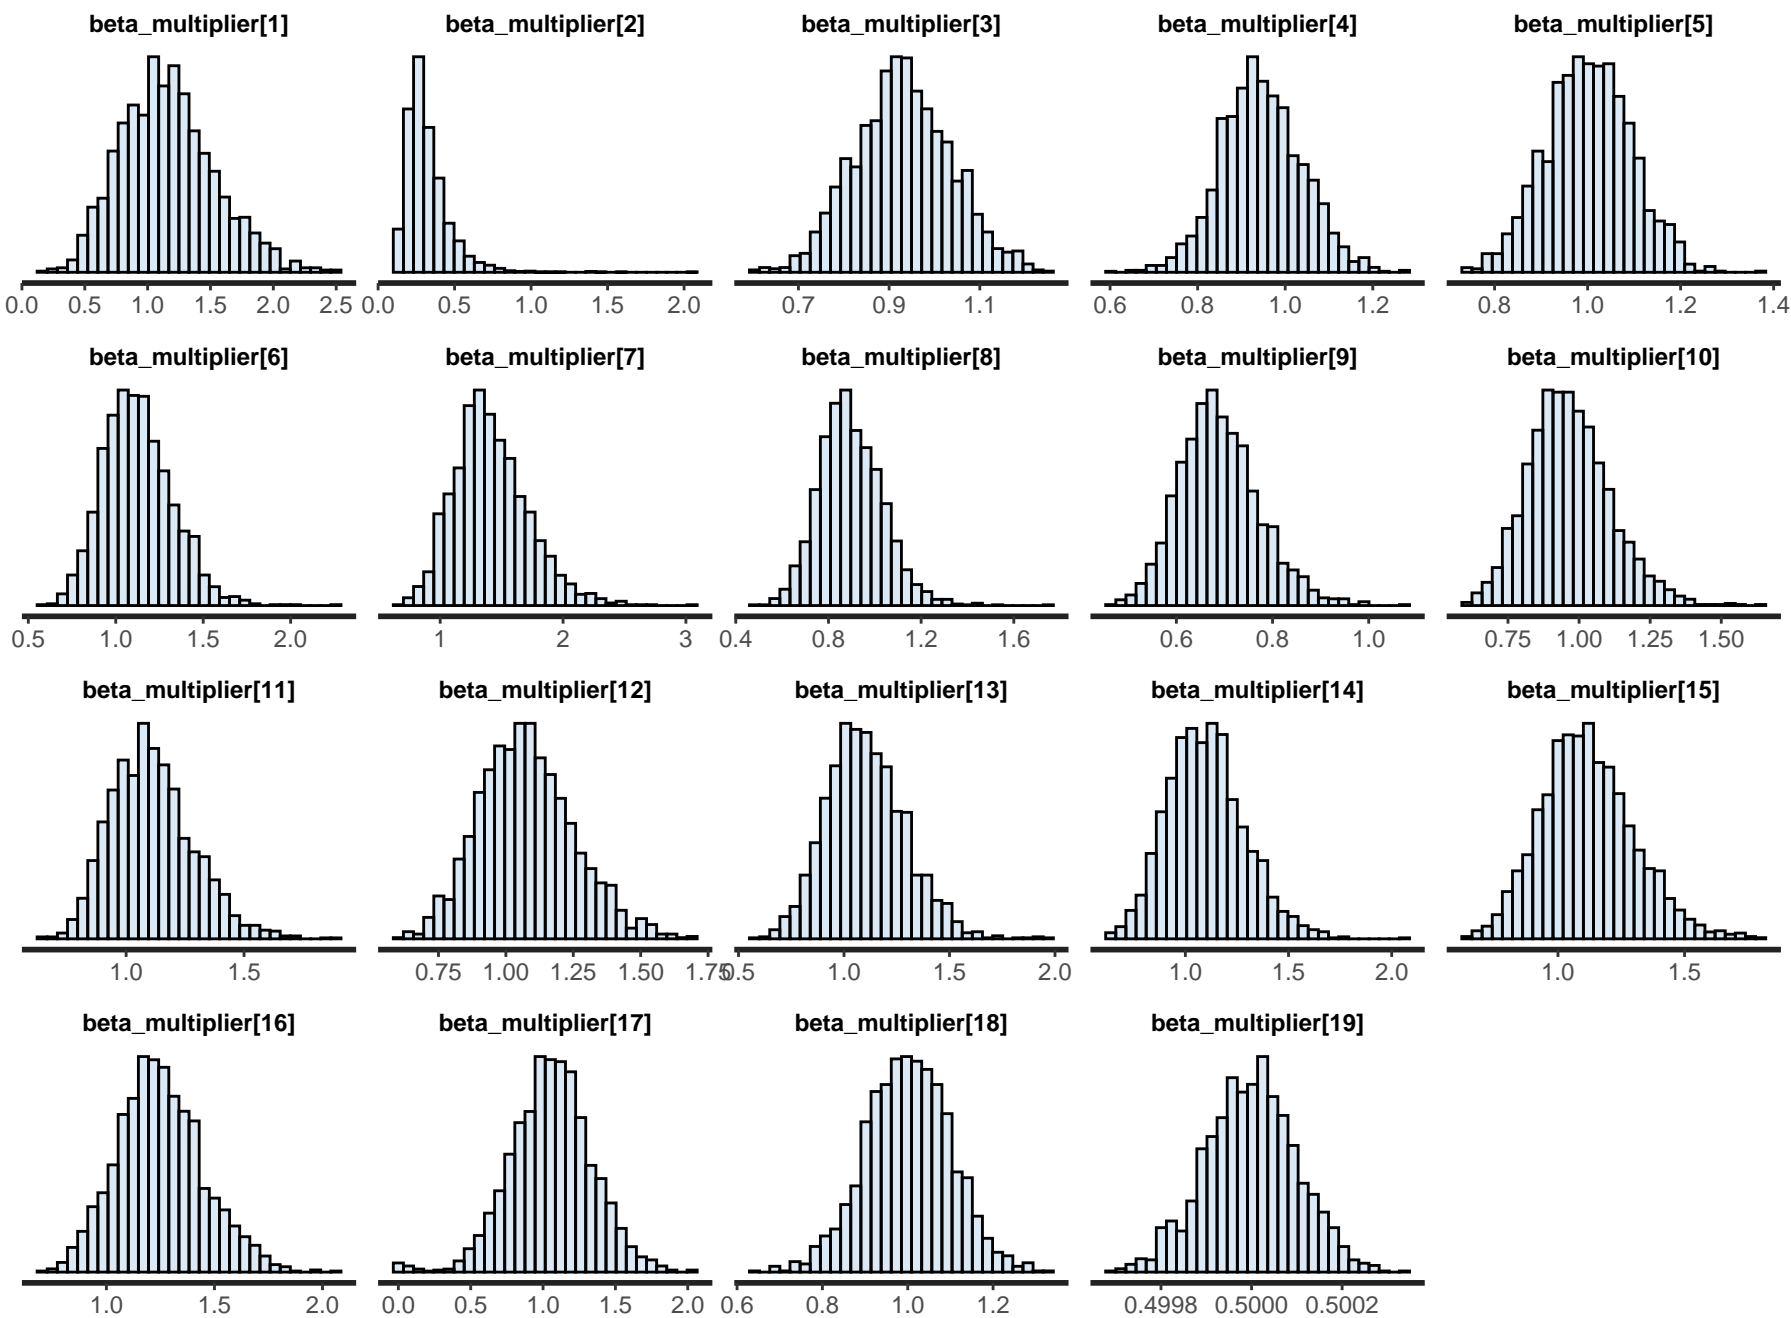 beta_multiplier[1] beta_multiplier[2] beta_multiplier[3] beta_multiplier[4] beta_multiplier[5]
0.0 0.5 1.0 1.5 2.0 2.5 0.0 0.5 1.0 1.5 2.0 0.7 0.9 1.1 0.6 0.8 1.0 1.2 0.8 1.0 1.2 1.4
beta_multiplier[6] beta_multiplier[7] beta_multiplier[8] beta_multiplier[9] beta_multiplier[10]
0.5 1.0 1.5 2.0 1 2 3 0.4 0.8 1.2 1.6 0.6 0.8 1.0 0.75 1.00 1.25 1.50
beta_multiplier[11] beta_multiplier[12] beta_multiplier[13] beta_multiplier[14] beta_multiplier[15]
1.0 1.5 0.75 1.00 1.25 1.50 1.75 0.5 1.0 1.5 2.0 1.0 1.5 2.0 1.0 1.5
beta_multiplier[16] beta_multiplier[17] beta_multiplier[18] beta_multiplier[19]
1.0 1.5 2.0 0.0 0.5 1.0 1.5 2.0 0.6 0.8 1.0 1.2 0.4998 0.5000 0.5002